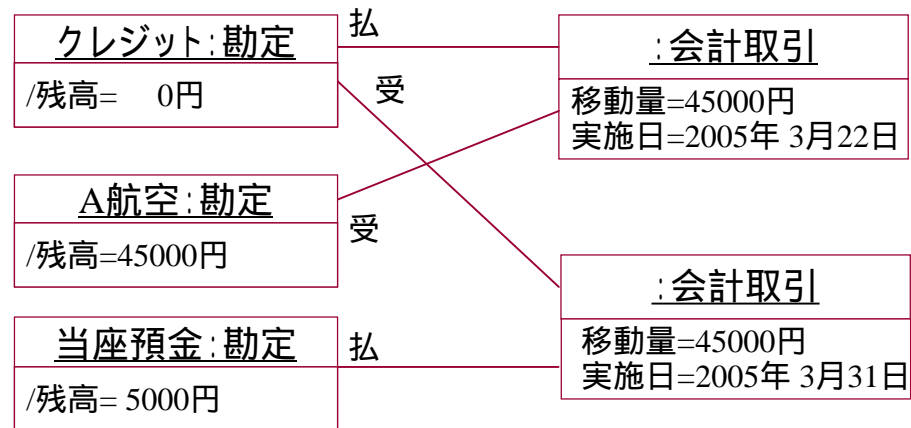 クレジット:勘定
/残高= 0円
払
受
:会計取引
移動量=45000円
実施日=2005年 3月22日
A航空:勘定
/残高=45000円
受
:会計取引
移動量=45000円
実施日=2005年 3月31日
当座預金:勘定
/残高= 5000円
払